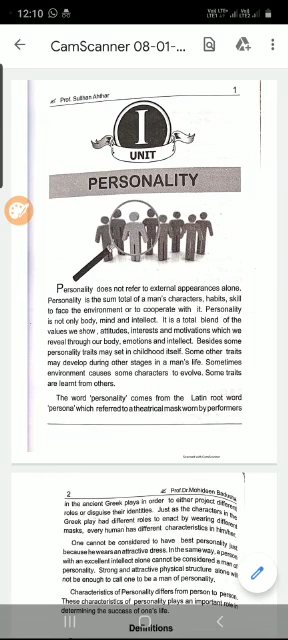 12:10
CamScanner 08-01-...
Prof. Sulthan Ahthar
1
I
UNIT
PERSONALITY
Personality does not refer to external appearances alone.
Personality is the sum total of a man's characters, habits, skill
to face the environment or to cooperate with it. Personality
is not only body, mind and intellect. It is a total blend of the
values we show, attitudes, interests and motivations which we
reveal through our body, emotions and intellect. Besides some
personality traits may set in childhood itself. Some other traits
may develop during other stages in a man's life. Sometimes
environment causes some characters to evolve. Some traits
are learnt from others.
The word 'personality' comes from the Latin root word
'persona' which referred to a theatrical mask worn by performers
Scanned with CamScanner
2
Prof.Dr.Mohideen Badusha
in the ancient Greek plays in order to either project different
roles or disguise their identities. Just as the characters in the
Greek play had different roles to enact by wearing different
masks, every human has different characteristics in him/her.
One cannot be considered to have best personality just
because he wears an attractive dress. In the same way, a person
with an excellent intellect alone cannot be considered a man of
personality. Strong and attractive physical structure alone will
not be enough to call one to be a man of personality.
Characteristics of Personality differs from person to person.
These characteristics of personality plays an important role in
determining the success of one's life.
Definitions